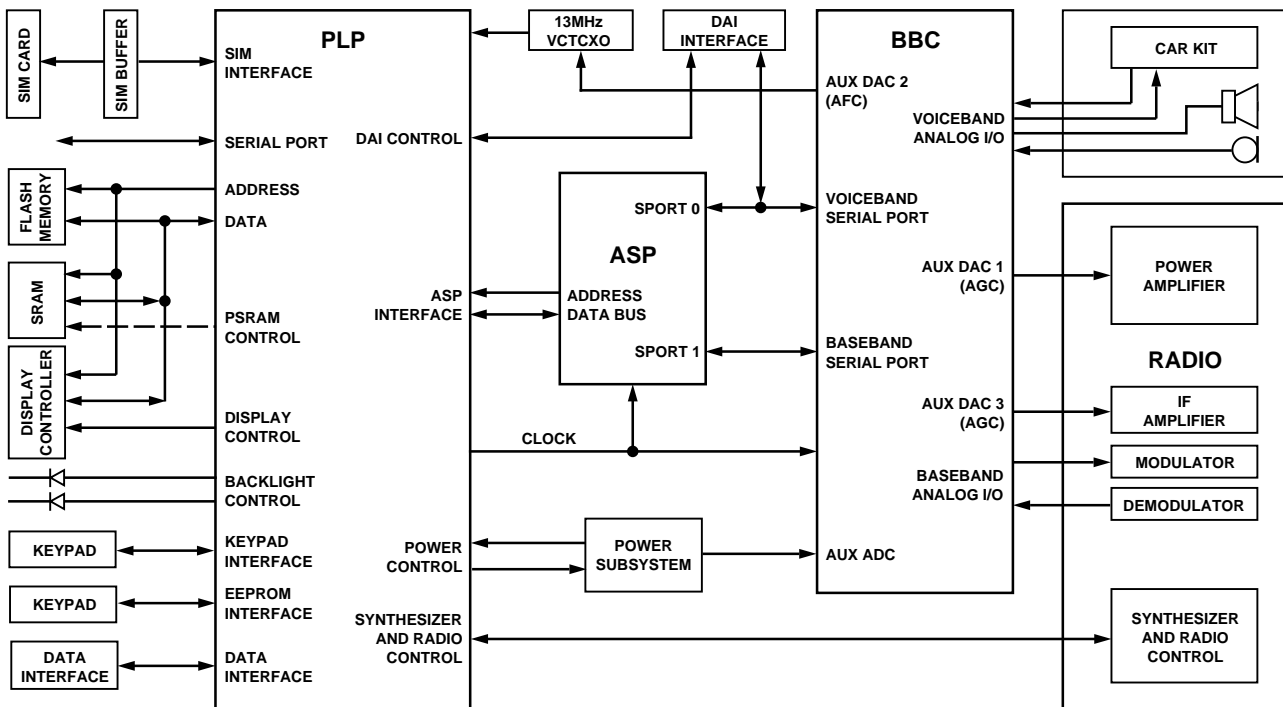 SIM CARD
SIM BUFFER
FLASH
MEMORY
SRAM
DISPLAY
CONTROLLER
KEYPAD
KEYPAD
DATA
INTERFACE
PLP
SIM
INTERFACE
SERIAL PORT
ADDRESS
DATA
PSRAM
CONTROL
DISPLAY
CONTROL
BACKLIGHT
CONTROL
KEYPAD
INTERFACE
EEPROM
INTERFACE
DATA
INTERFACE
DAI CONTROL
ASP
INTERFACE
POWER
CONTROL
SYNTHESIZER
AND RADIO
CONTROL
13MHz
VCTCXO
DAI
INTERFACE
SPORT 0
ASP
ADDRESS
DATA BUS
SPORT 1
CLOCK
POWER
SUBSYSTEM
BBC
AUX DAC 2
(AFC)
VOICEBAND
ANALOG I/O
VOICEBAND
SERIAL PORT
AUX DAC 1
(AGC)
BASEBAND
SERIAL PORT
AUX DAC 3
(AGC)
BASEBAND
ANALOG I/O
AUX ADC
CAR KIT
POWER
AMPLIFIER
RADIO
IF
AMPLIFIER
MODULATOR
DEMODULATOR
SYNTHESIZER
AND RADIO
CONTROL